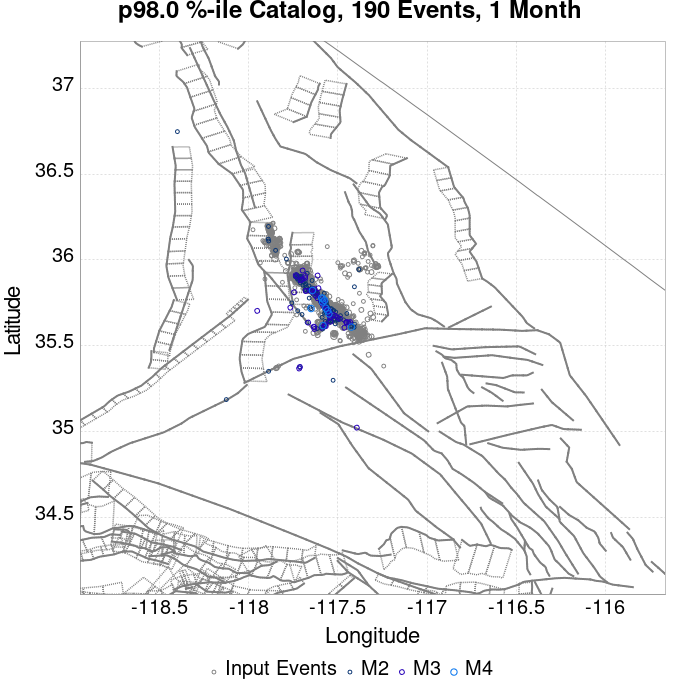 p98.0 %-ile Catalog, 190 Events, 1 Month
37
36.5
36
35.5
35
34.5
Latitude
-118.5 -118 -117.5 -117 -116.5 -116
Longitude
Input Events M2 M3 M4